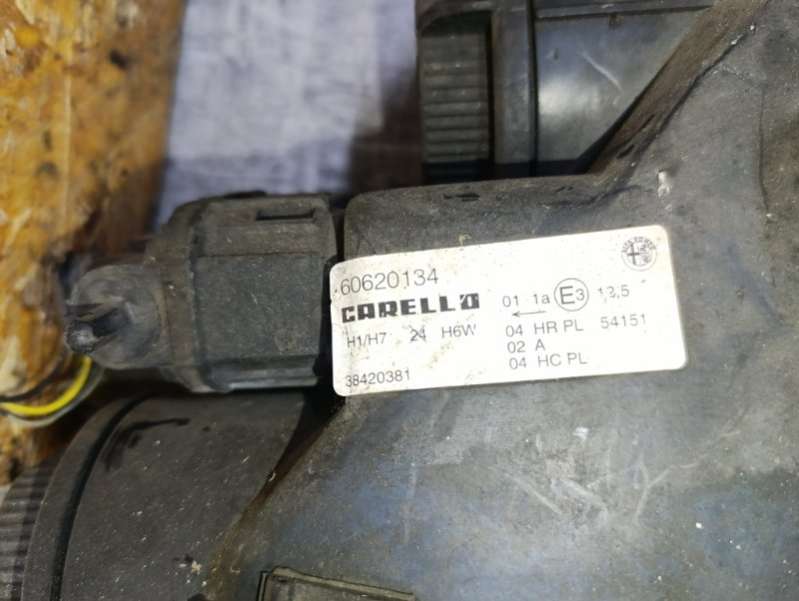 60620134
CARELLO
H1/H7 24 H6W
38420381
01 1a E3 13,5
04 HR PL 54151
02 A
04 HC PL